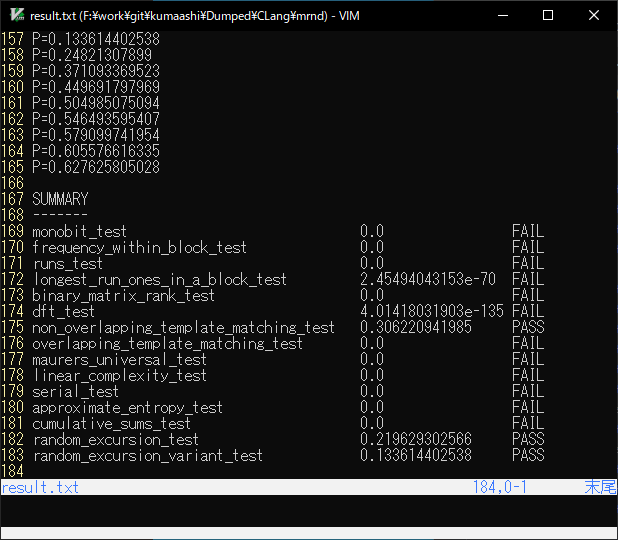 result.txt (F:¥work¥git¥kumaashi¥Dumped¥CLang¥mrnd) - VIM
157 P=0.133614402538
158 P=0.24821307899
159 P=0.371093369523
160 P=0.449691797969
161 P=0.504985075094
162 P=0.546493595407
163 P=0.579099741954
164 P=0.605576616335
165 P=0.627625805028
166
167 SUMMARY
168 -------
169 monobit_test 0.0 FAIL
170 frequency_within_block_test 0.0 FAIL
171 runs_test 0.0 FAIL
172 longest_run_ones_in_a_block_test 2.45494043153e-70 FAIL
173 binary_matrix_rank_test 0.0 FAIL
174 dft_test 4.01418031903e-135 FAIL
175 non_overlapping_template_matching_test 0.306220941985 PASS
176 overlapping_template_matching_test 0.0 FAIL
177 maurers_universal_test 0.0 FAIL
178 linear_complexity_test 0.0 FAIL
179 serial_test 0.0 FAIL
180 approximate_entropy_test 0.0 FAIL
181 cumulative_sums_test 0.0 FAIL
182 random_excursion_test 0.219629302566 PASS
183 random_excursion_variant_test 0.133614402538 PASS
184
result.txt 184,0-1 末尾